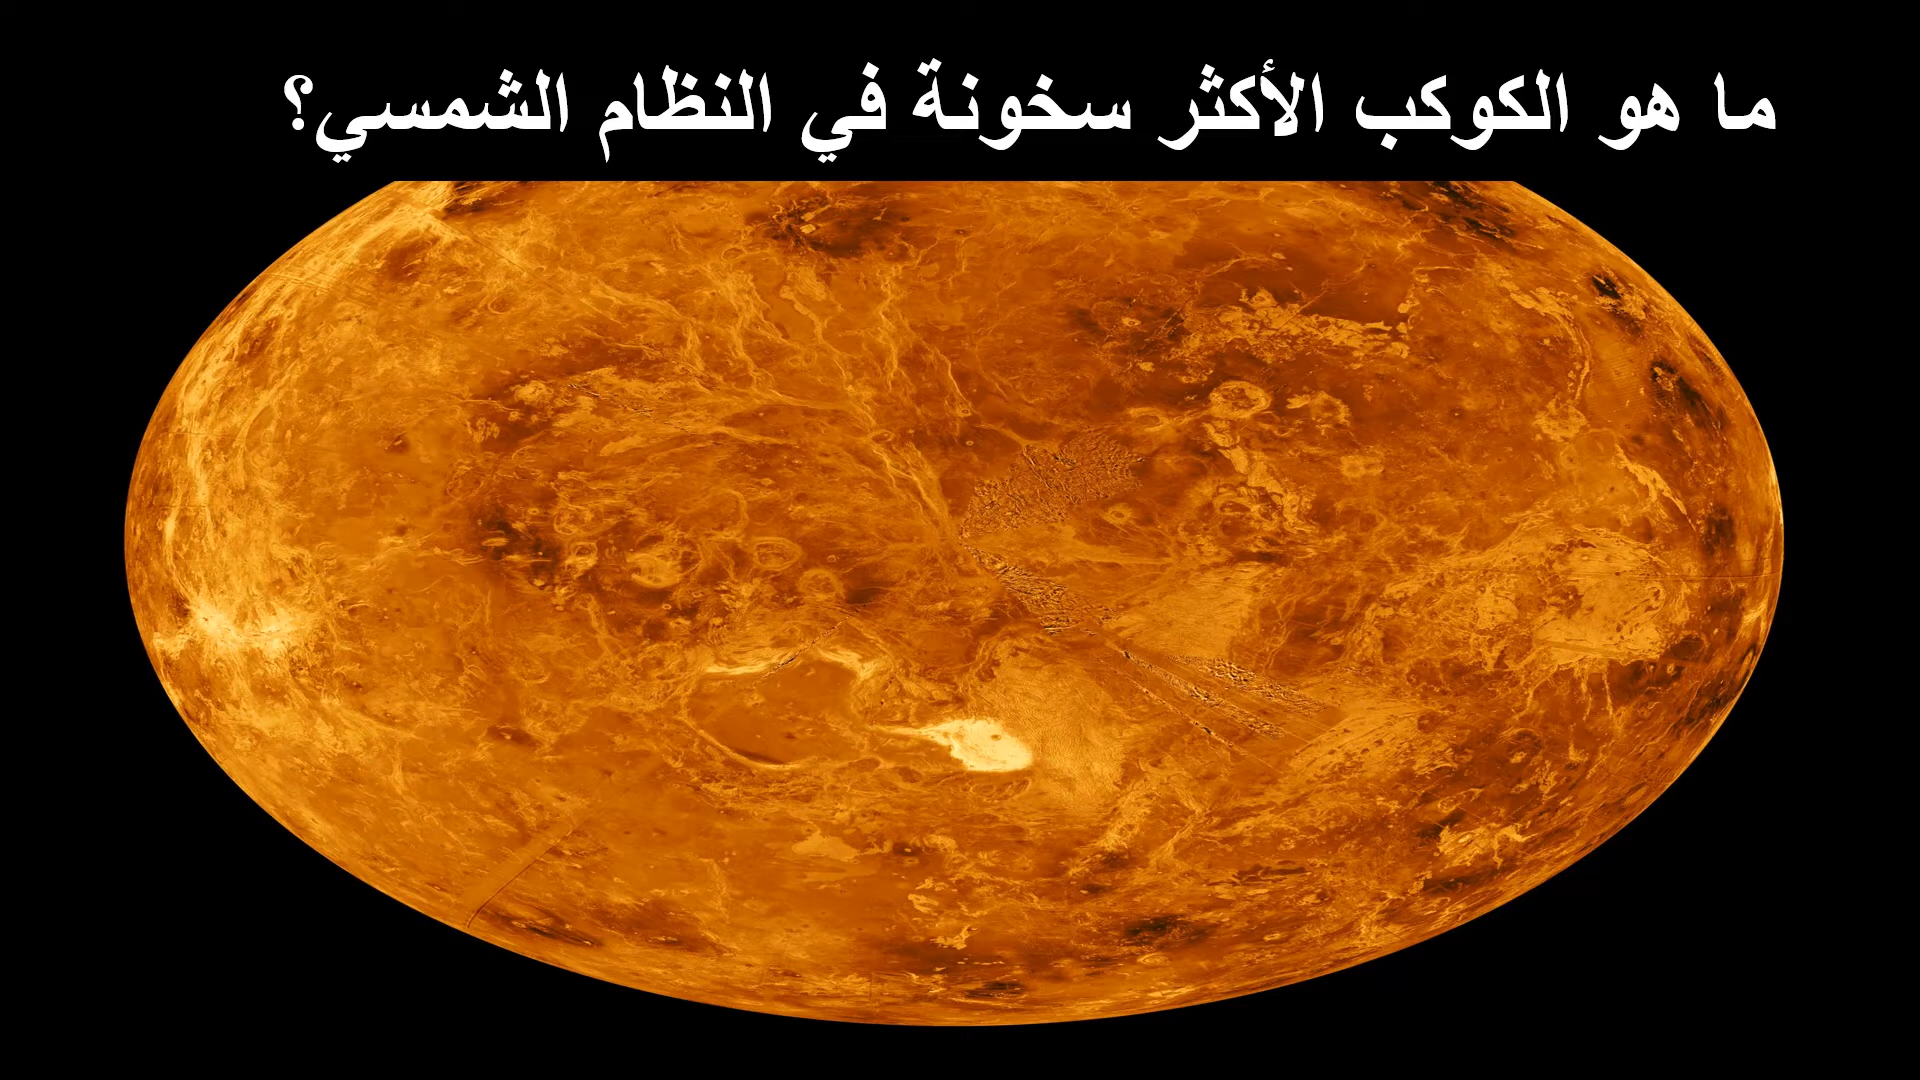 ما هو الكوكب الأكثر سخونة في النظام الشمسي؟